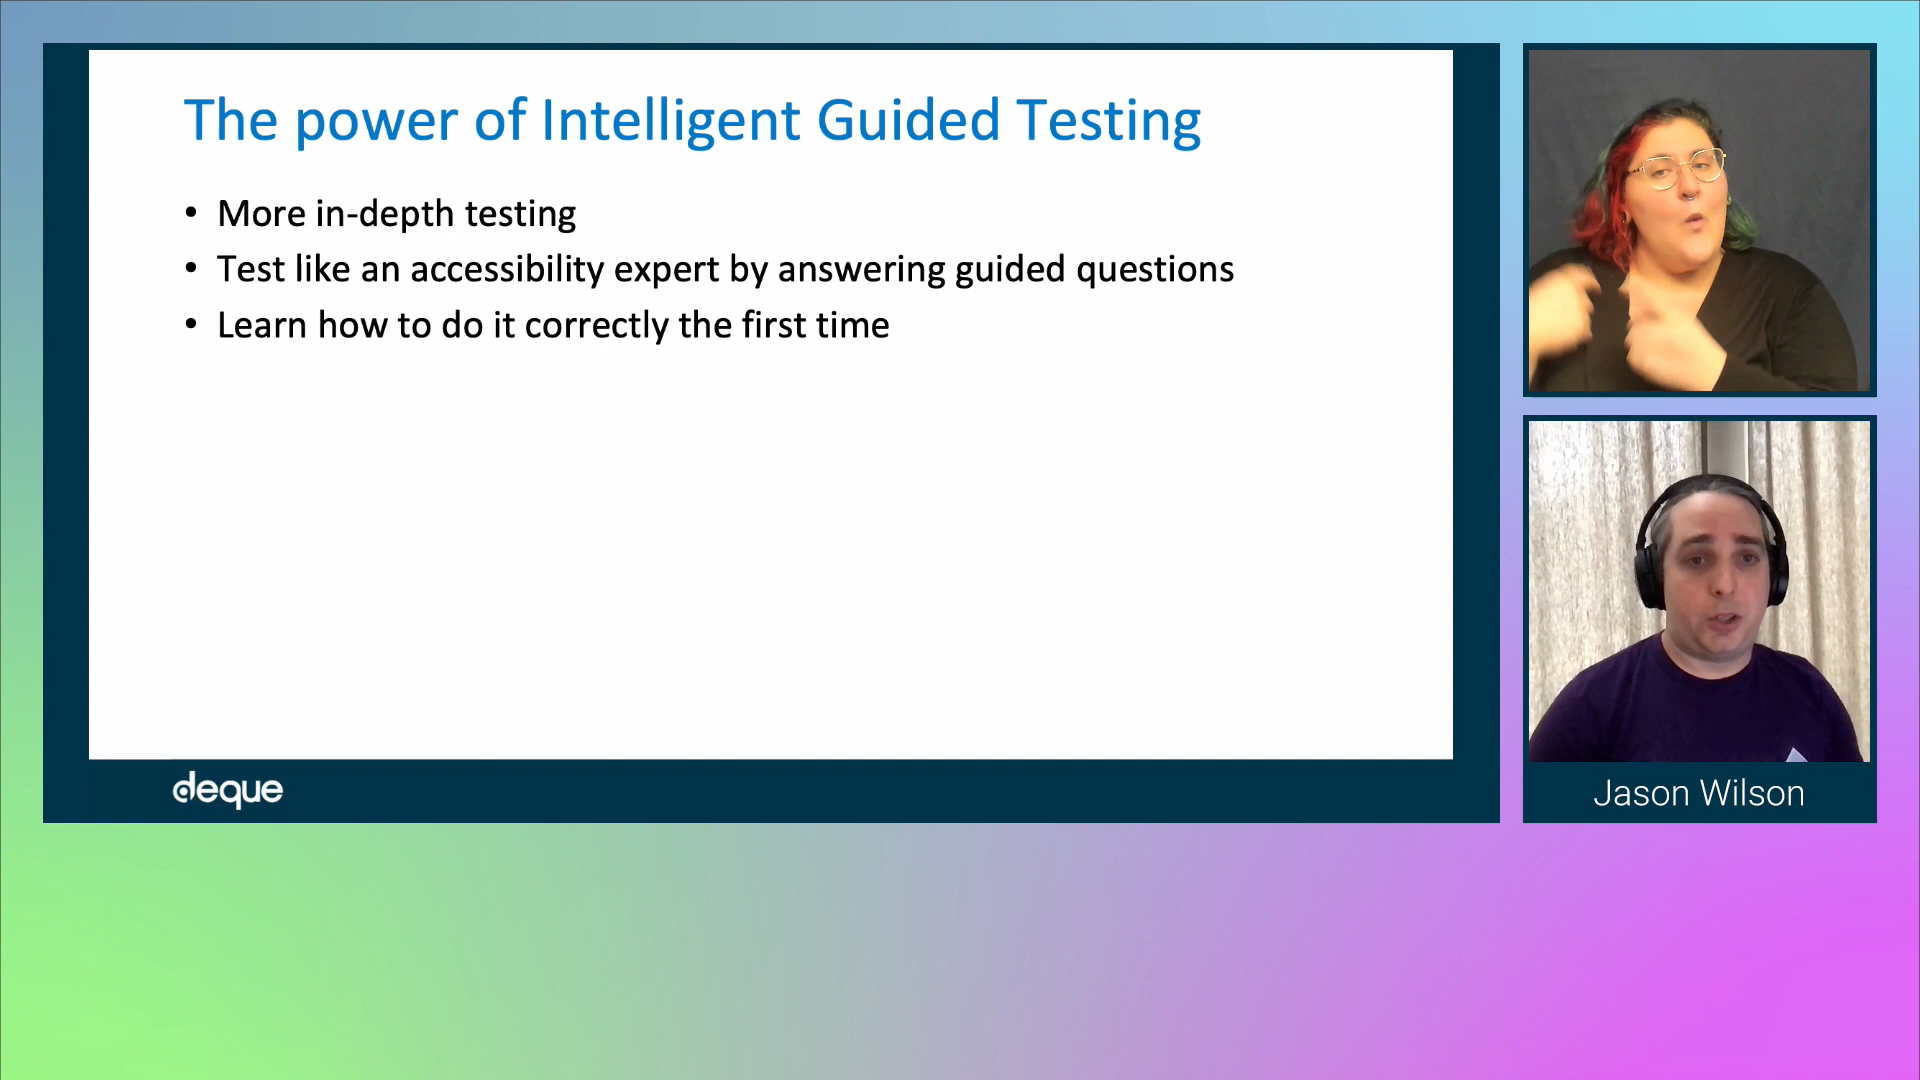 The power of Intelligent Guided Testing
• More in-depth testing
• Test like an accessibility expert by answering guided questions
• Learn how to do it correctly the first time
deque
Jason Wilson